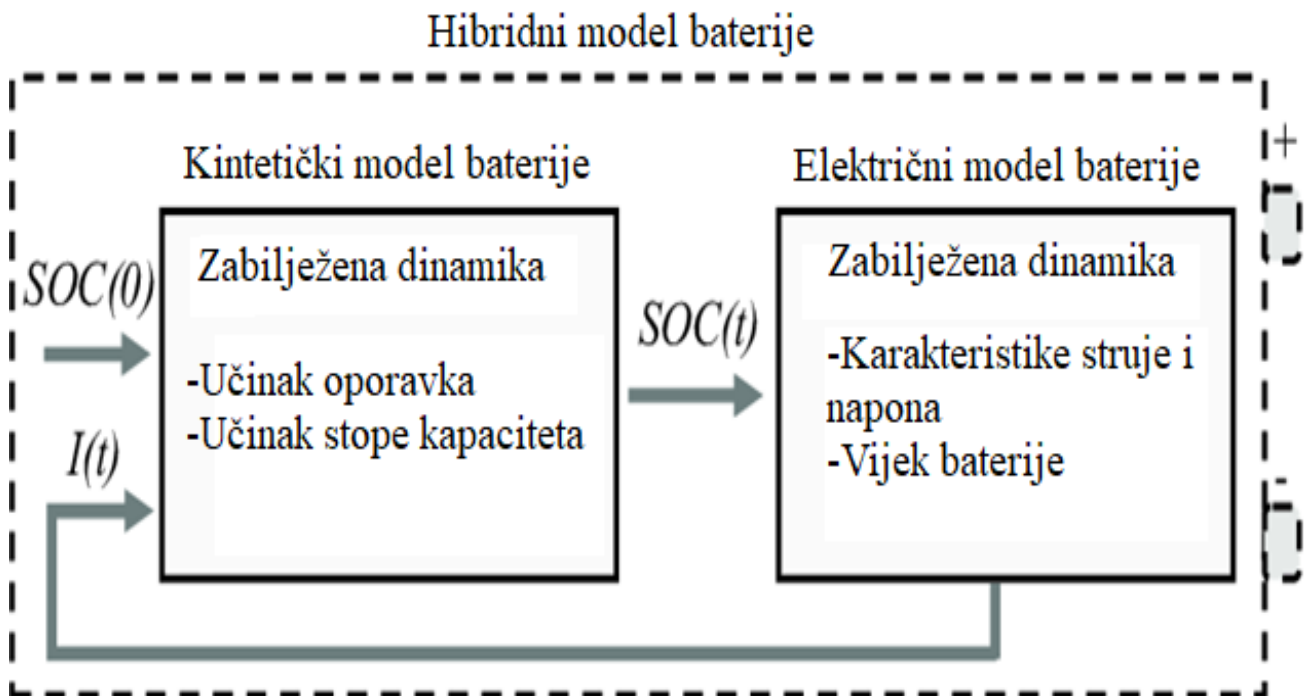 Hibridni model baterije
Kintetički model baterije
Električni model baterije
+
Zabilježena dinamika
Zabilježena dinamika
SOC(0)
SOC(t)
-Učinak oporavka
-Učinak stope kapaciteta
-Karakteristike struje i
napona
-Vijek baterije
I(t)
-